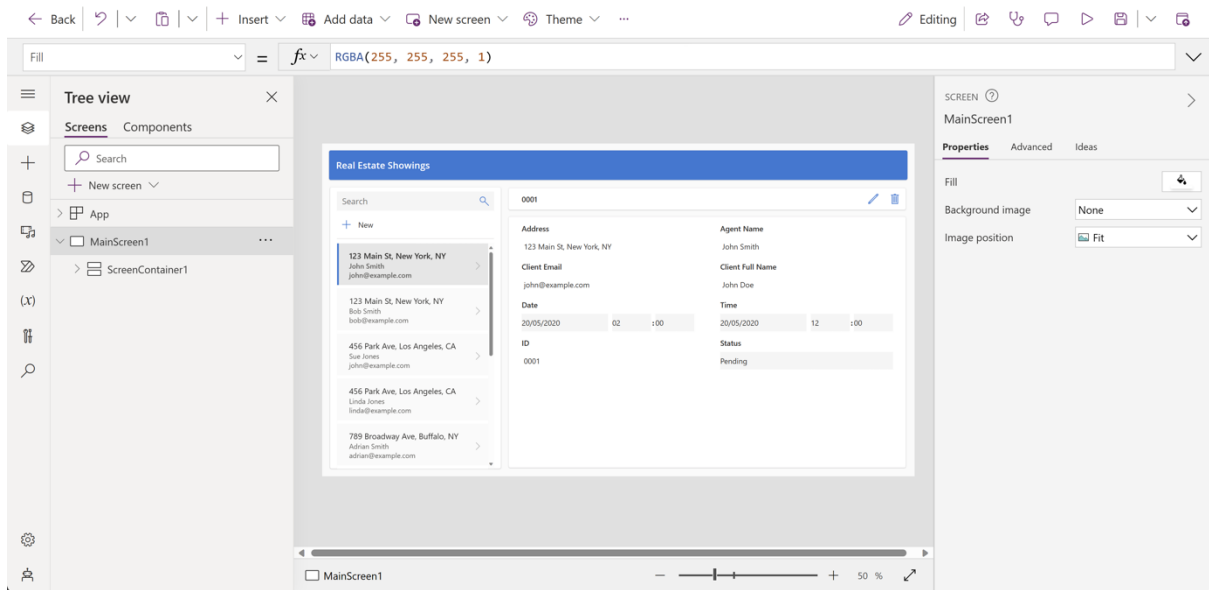 Back Insert Add data New screen Theme ... Editing
Fill = fx RGBA(255, 255, 255, 1)
Tree view
Screens Components
Search
New screen
App
MainScreen1 ...
ScreenContainer1
(x)
Real Estate Showings
Search
New
123 Main St, New York, NY
John Smith
john@example.com
123 Main St, New York, NY
Bob Smith
bob@example.com
456 Park Ave, Los Angeles, CA
Sue Jones
john@example.com
456 Park Ave, Los Angeles, CA
Linda Jones
linda@example.com
789 Broadway Ave, Buffalo, NY
Adrian Smith
adrian@example.com
0001
Address Agent Name
123 Main St, New York, NY John Smith
Client Email Client Full Name
john@example.com John Doe
Date Time
20/05/2020 02 :00 20/05/2020 12 :00
ID Status
0001 Pending
MainScreen1 50 %
SCREEN
MainScreen1
Properties Advanced Ideas
Fill
Background image None
Image position Fit